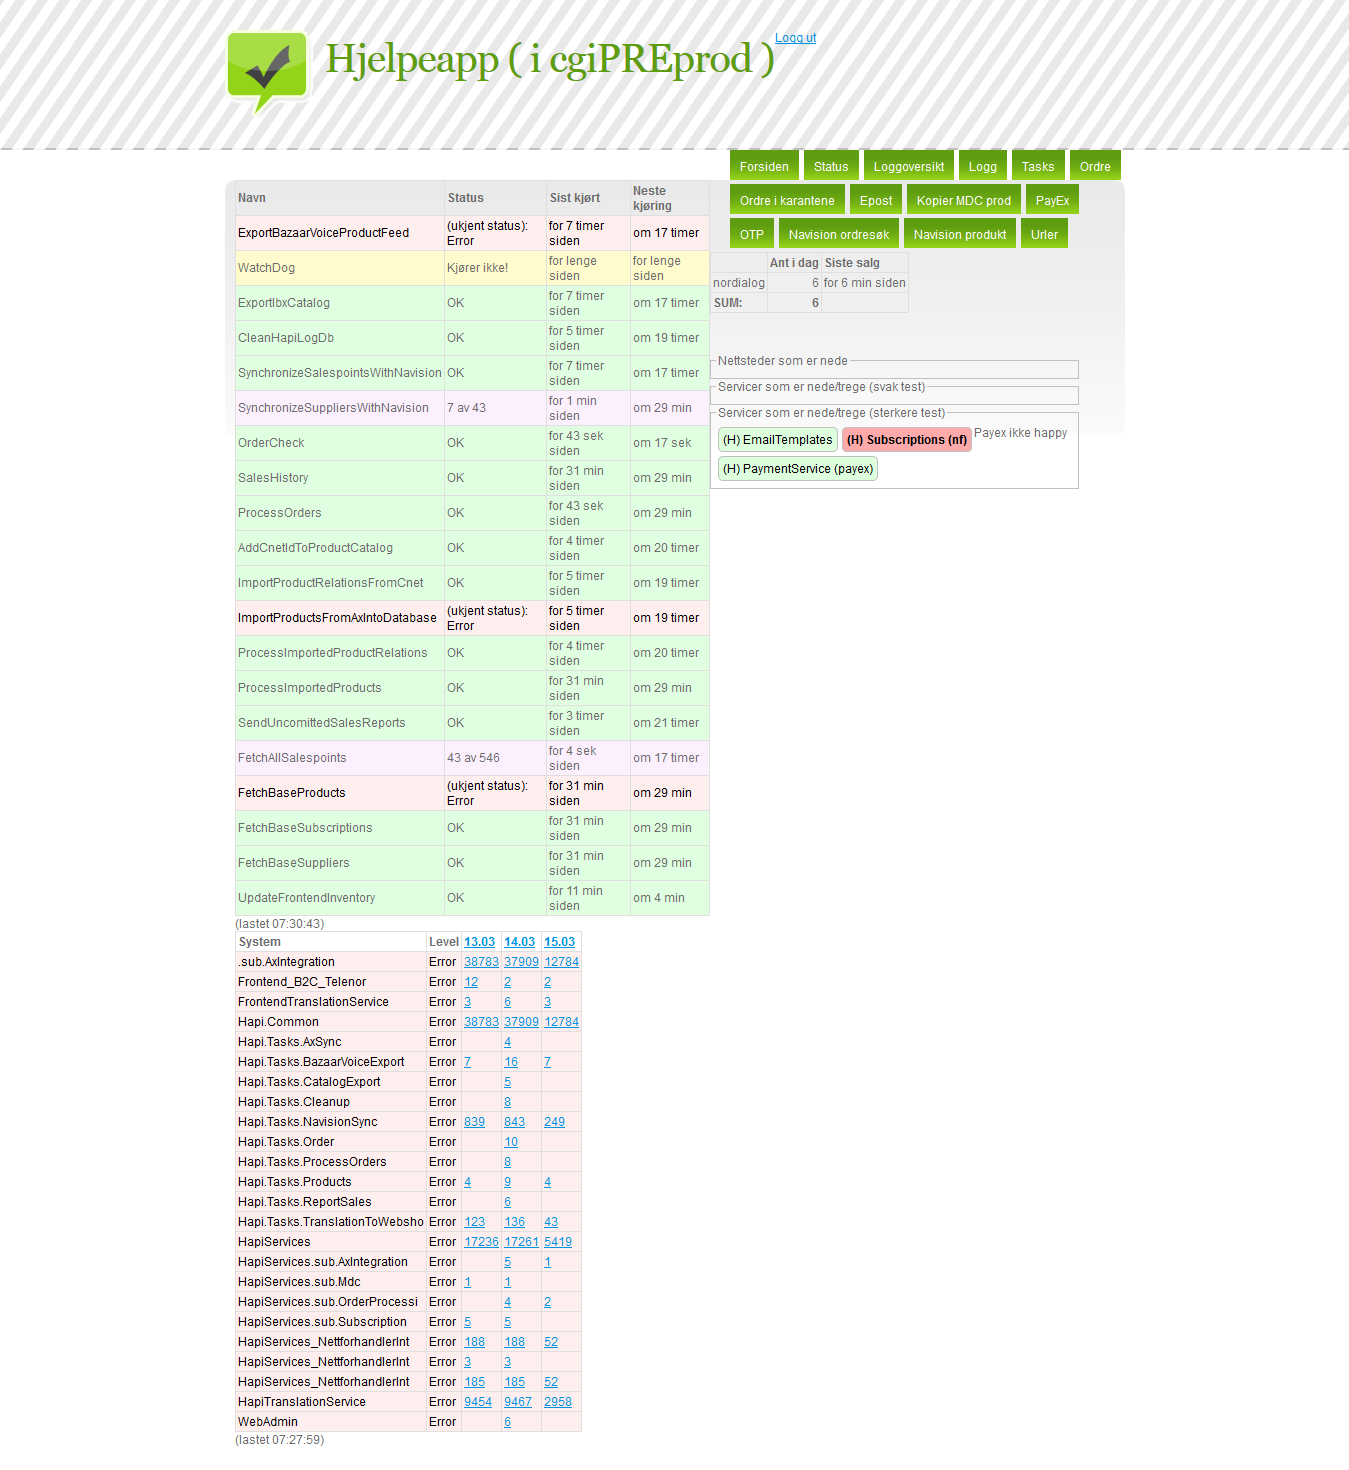 Hjelpeapp ( i cgiPREprod )
Logg ut
Forsiden Status Loggoversikt Logg Tasks Ordre
Ordre i karantene Epost Kopier MDC prod PayEx
OTP Navision ordresøk Navision produkt Urler
Navn Status Sist kjørt Neste kjøring
ExportBazaarVoiceProductFeed (ukjent status): Error for 7 timer siden om 17 timer
WatchDog Kjører ikke! for lenge siden for lenge siden
ExportIbxCatalog OK for 7 timer siden om 17 timer
CleanHapiLogDb OK for 5 timer siden om 19 timer
SynchronizeSalespointsWithNavision OK for 7 timer siden om 17 timer
SynchronizeSuppliersWithNavision 7 av 43 for 1 min siden om 29 min
OrderCheck OK for 43 sek siden om 17 sek
SalesHistory OK for 31 min siden om 29 min
ProcessOrders OK for 43 sek siden om 29 min
AddCnetIdToProductCatalog OK for 4 timer siden om 20 timer
ImportProductRelationsFromCnet OK for 5 timer siden om 19 timer
ImportProductsFromAxIntoDatabase (ukjent status): Error for 5 timer siden om 19 timer
ProcessImportedProductRelations OK for 4 timer siden om 20 timer
ProcessImportedProducts OK for 31 min siden om 29 min
SendUncomittedSalesReports OK for 3 timer siden om 21 timer
FetchAllSalespoints 43 av 546 for 4 sek siden om 17 timer
FetchBaseProducts (ukjent status): Error for 31 min siden om 29 min
FetchBaseSubscriptions OK for 31 min siden om 29 min
FetchBaseSuppliers OK for 31 min siden om 29 min
UpdateFrontendInventory OK for 11 min siden om 4 min
(lastet 07:30:43)
Ant i dag Siste salg
nordialog 6 for 6 min siden
SUM: 6
Nettsteder som er nede
Servicer som er nede/trege (svak test)
Servicer som er nede/trege (sterkere test)
(H) EmailTemplates (H) Subscriptions (nf) Payex ikke happy
(H) PaymentService (payex)
System Level 13.03 14.03 15.03
.sub.AxIntegration Error 38783 37909 12784
Frontend_B2C_Telenor Error 12 2 2
FrontendTranslationService Error 3 6 3
Hapi.Common Error 38783 37909 12784
Hapi.Tasks.AxSync Error 4
Hapi.Tasks.BazaarVoiceExport Error 7 16 7
Hapi.Tasks.CatalogExport Error 5
Hapi.Tasks.Cleanup Error 8
Hapi.Tasks.NavisionSync Error 839 843 249
Hapi.Tasks.Order Error 10
Hapi.Tasks.ProcessOrders Error 8
Hapi.Tasks.Products Error 4 9 4
Hapi.Tasks.ReportSales Error 6
Hapi.Tasks.TranslationToWebsho Error 123 136 43
HapiServices Error 17236 17261 5419
HapiServices.sub.AxIntegration Error 5 1
HapiServices.sub.Mdc Error 1 1
HapiServices.sub.OrderProcessi Error 4 2
HapiServices.sub.Subscription Error 5 5
HapiServices_NettforhandlerInt Error 188 188 52
HapiServices_NettforhandlerInt Error 3 3
HapiServices_NettforhandlerInt Error 185 185 52
HapiTranslationService Error 9454 9467 2958
WebAdmin Error 6
(lastet 07:27:59)